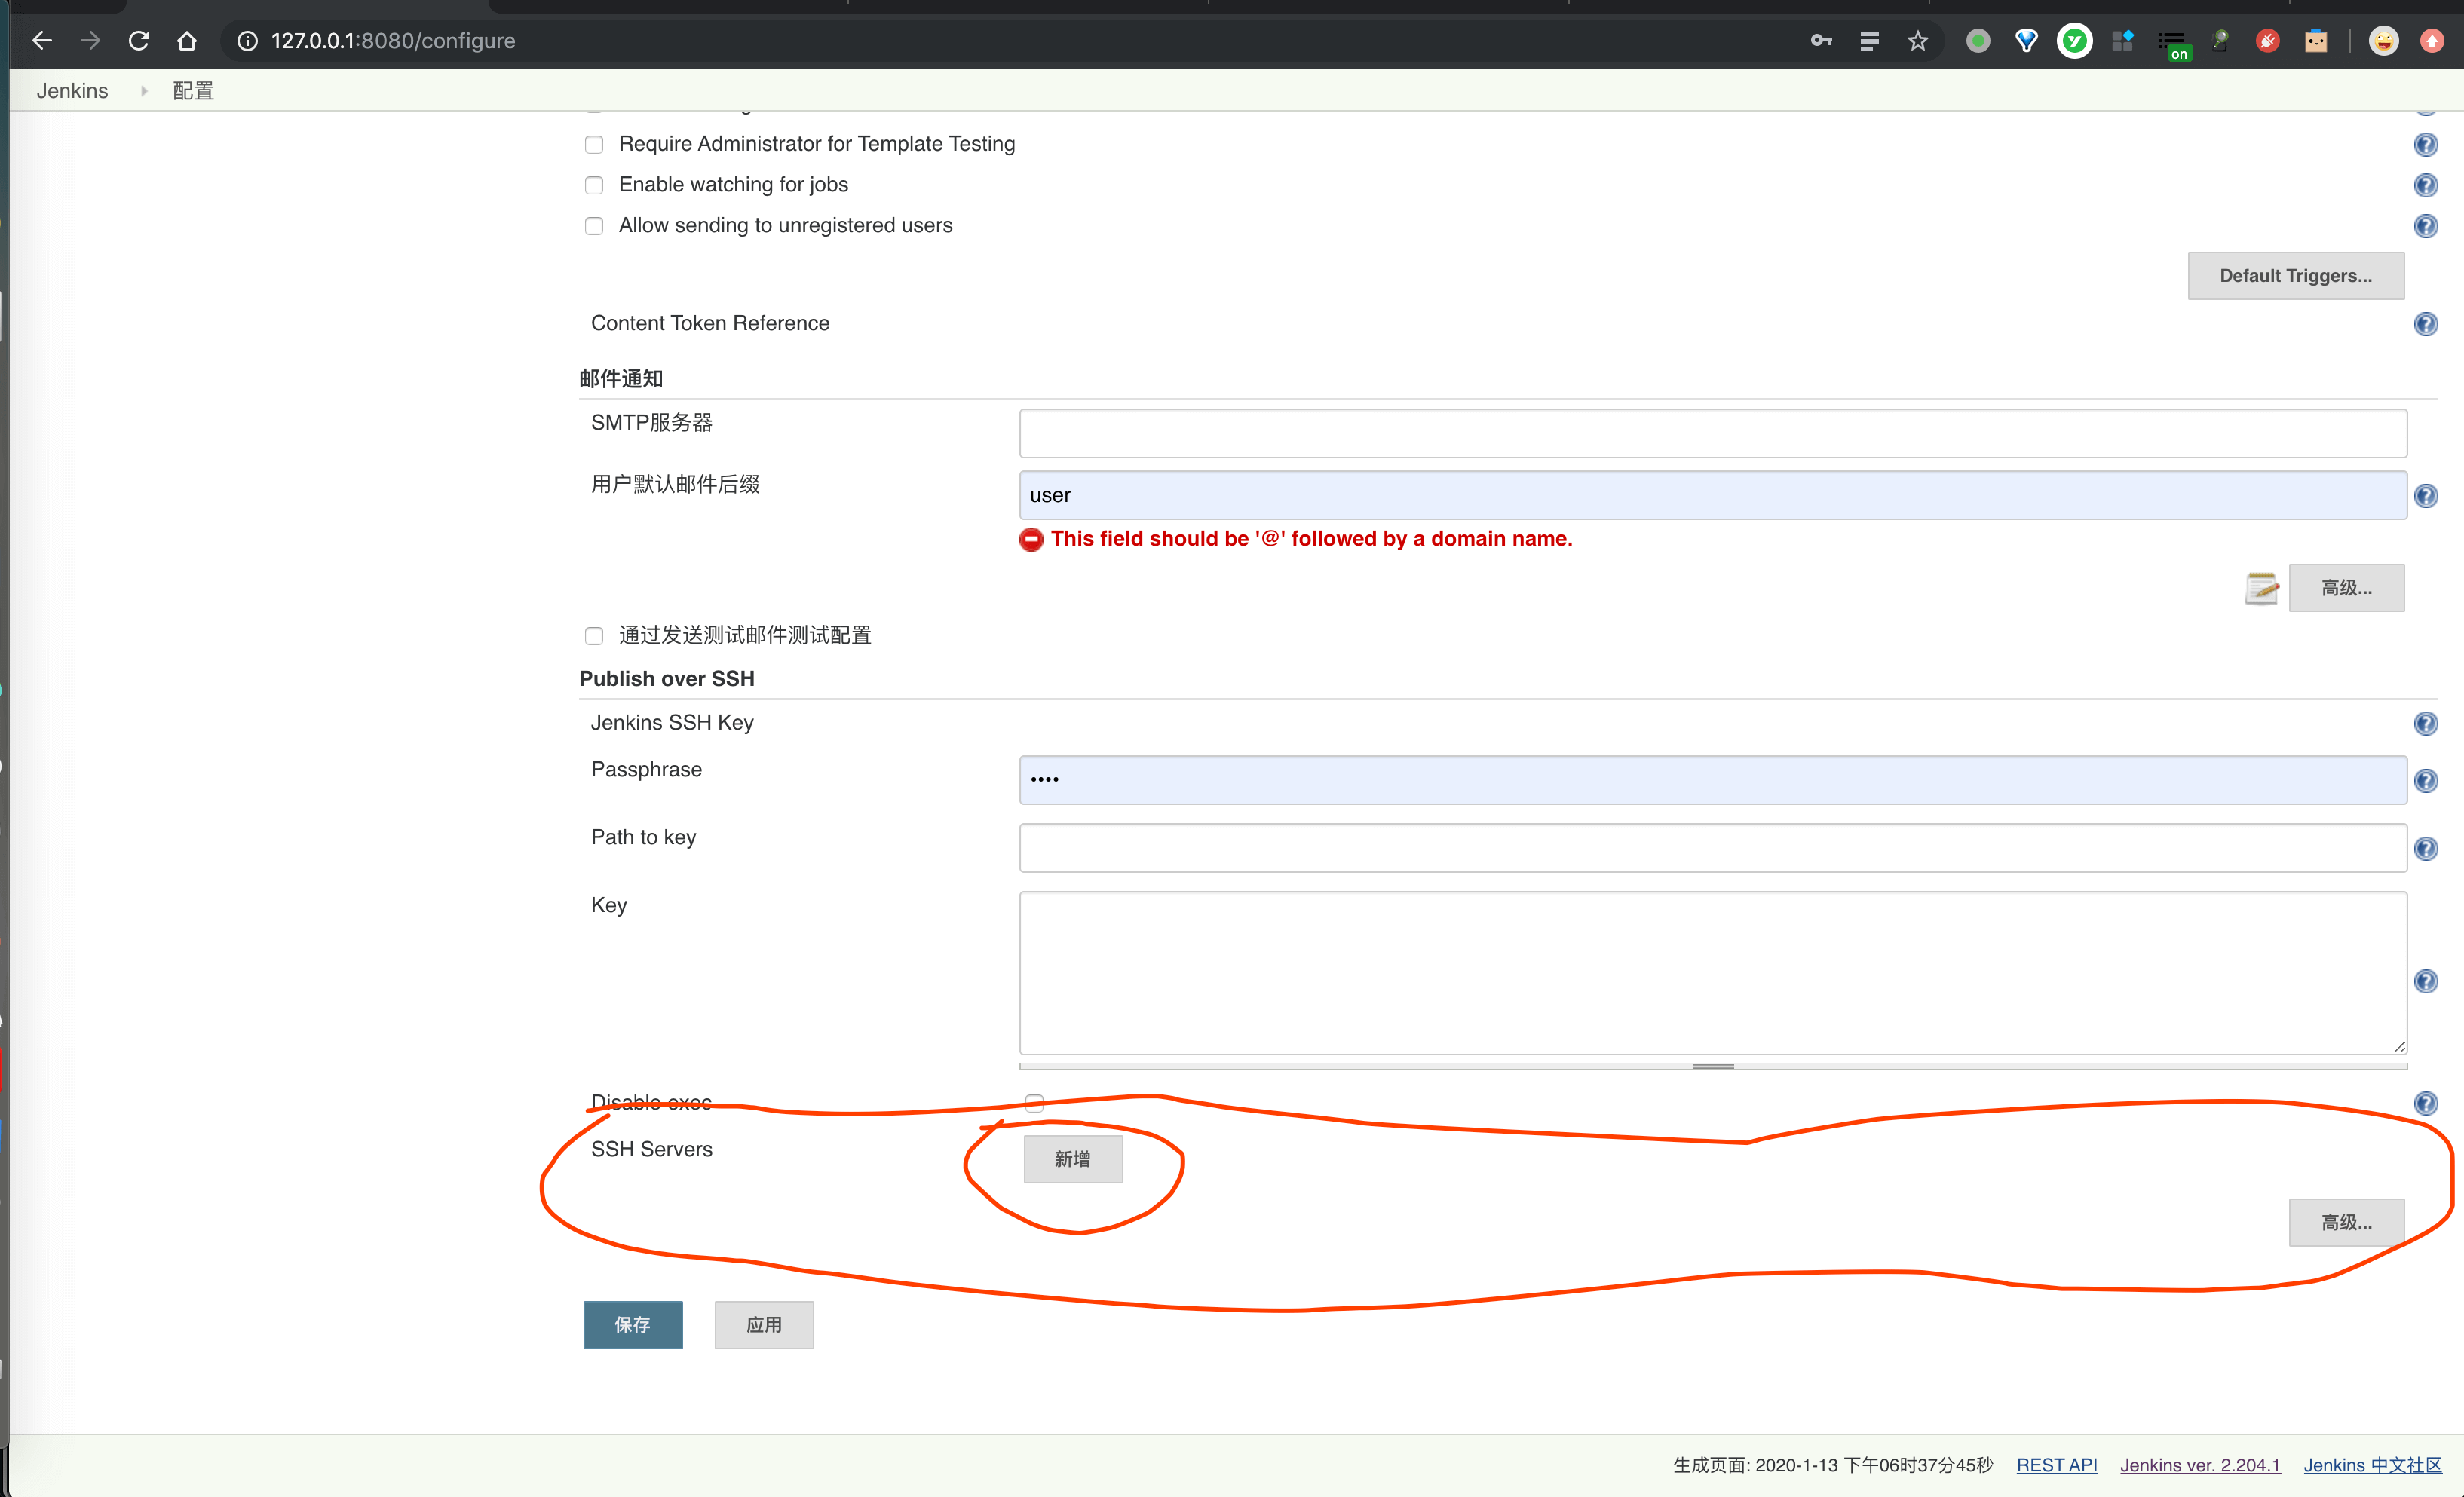 127.0.0.1:8080/configure
on
Jenkins 配置
Require Administrator for Template Testing
Enable watching for jobs
Allow sending to unregistered users
Default Triggers...
Content Token Reference
邮件通知
SMTP服务器
用户默认邮件后缀
user
This field should be '@' followed by a domain name.
高级...
通过发送测试邮件测试配置
Publish over SSH
Jenkins SSH Key
Passphrase
••••
Path to key
Key
Disable exec
SSH Servers
新增
高级...
保存
应用
生成页面: 2020-1-13 下午06时37分45秒 REST API Jenkins ver. 2.204.1 Jenkins 中文社区